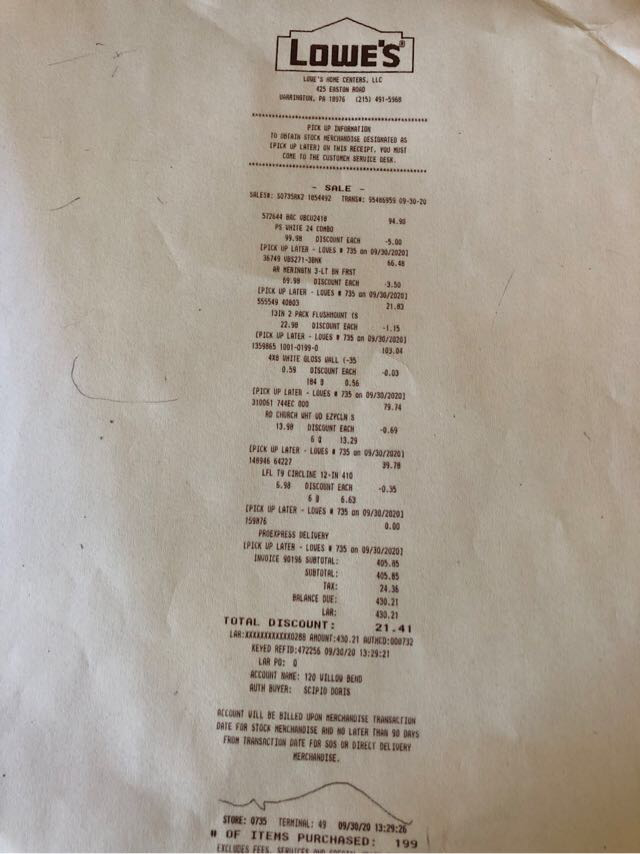 LOWE'S®
LOWE'S HOME CENTERS, LLC
425 EASTON ROAD
WARRINGTON, PA 18976 (215) 491-5968
PICK UP INFORMATION
TO OBTAIN STOCK MERCHANDISE DESIGNATED AS
[PICK UP LATER] ON THIS RECEIPT, YOU MUST
COME TO THE CUSTOMER SERVICE DESK.
- SALE -
SALES#: S0735RK2 1854492 TRANS#: 95486959 09-30-20
572644 BRC VBCU2418 94.98
PS WHITE 24 COMBO
99.98 DISCOUNT EACH -5.00
[PICK UP LATER - LOWES # 735 on 09/30/2020]
36749 VBS271-3BNK 66.48
AR MERINGTN 3-LT BN FRST
69.98 DISCOUNT EACH -3.50
[PICK UP LATER - LOWES # 735 on 09/30/2020]
555549 40803 21.83
13IN 2 PACK FLUSHMOUNT (S
22.98 DISCOUNT EACH -1.15
[PICK UP LATER - LOWES # 735 on 09/30/2020]
1359865 1001-0199-0 103.04
4X8 WHITE GLOSS WALL (-35
0.59 DISCOUNT EACH -0.03
184 @ 0.56
[PICK UP LATER - LOWES # 735 on 09/30/2020]
310061 744EC 000 79.74
RD CHURCH WHT WD EZYCLN S
13.98 DISCOUNT EACH -0.69
6 @ 13.29
[PICK UP LATER - LOWES # 735 on 09/30/2020]
148946 64227 39.78
LFL T9 CIRCLINE 12-IN 410
6.98 DISCOUNT EACH -0.35
6 @ 6.63
[PICK UP LATER - LOWES # 735 on 09/30/2020]
159876 0.00
PROEXPRESS DELIVERY
[PICK UP LATER - LOWES # 735 on 09/30/2020]
INVOICE 90196 SUBTOTAL: 405.85
SUBTOTAL: 405.85
TAX: 24.36
BALANCE DUE: 430.21
LAR: 430.21
TOTAL DISCOUNT: 21.41
LAR:XXXXXXXXXXXX0288 AMOUNT:430.21 AUTHCD:000732
KEYED REFID:472256 09/30/20 13:29:21
LAR PO: 0
ACCOUNT NAME: 120 WILLOW BEND
AUTH BUYER: SCIPIO DORIS
ACCOUNT WILL BE BILLED UPON MERCHANDISE TRANSACTION
DATE FOR STOCK MERCHANDISE AND NO LATER THAN 90 DAYS
FROM TRANSACTION DATE FOR SOS OR DIRECT DELIVERY
MERCHANDISE.
STORE: 0735 TERMINAL: 49 09/30/20 13:29:26
# OF ITEMS PURCHASED: 199
EXCLUDES FEES, SERVICES AND SPECIAL